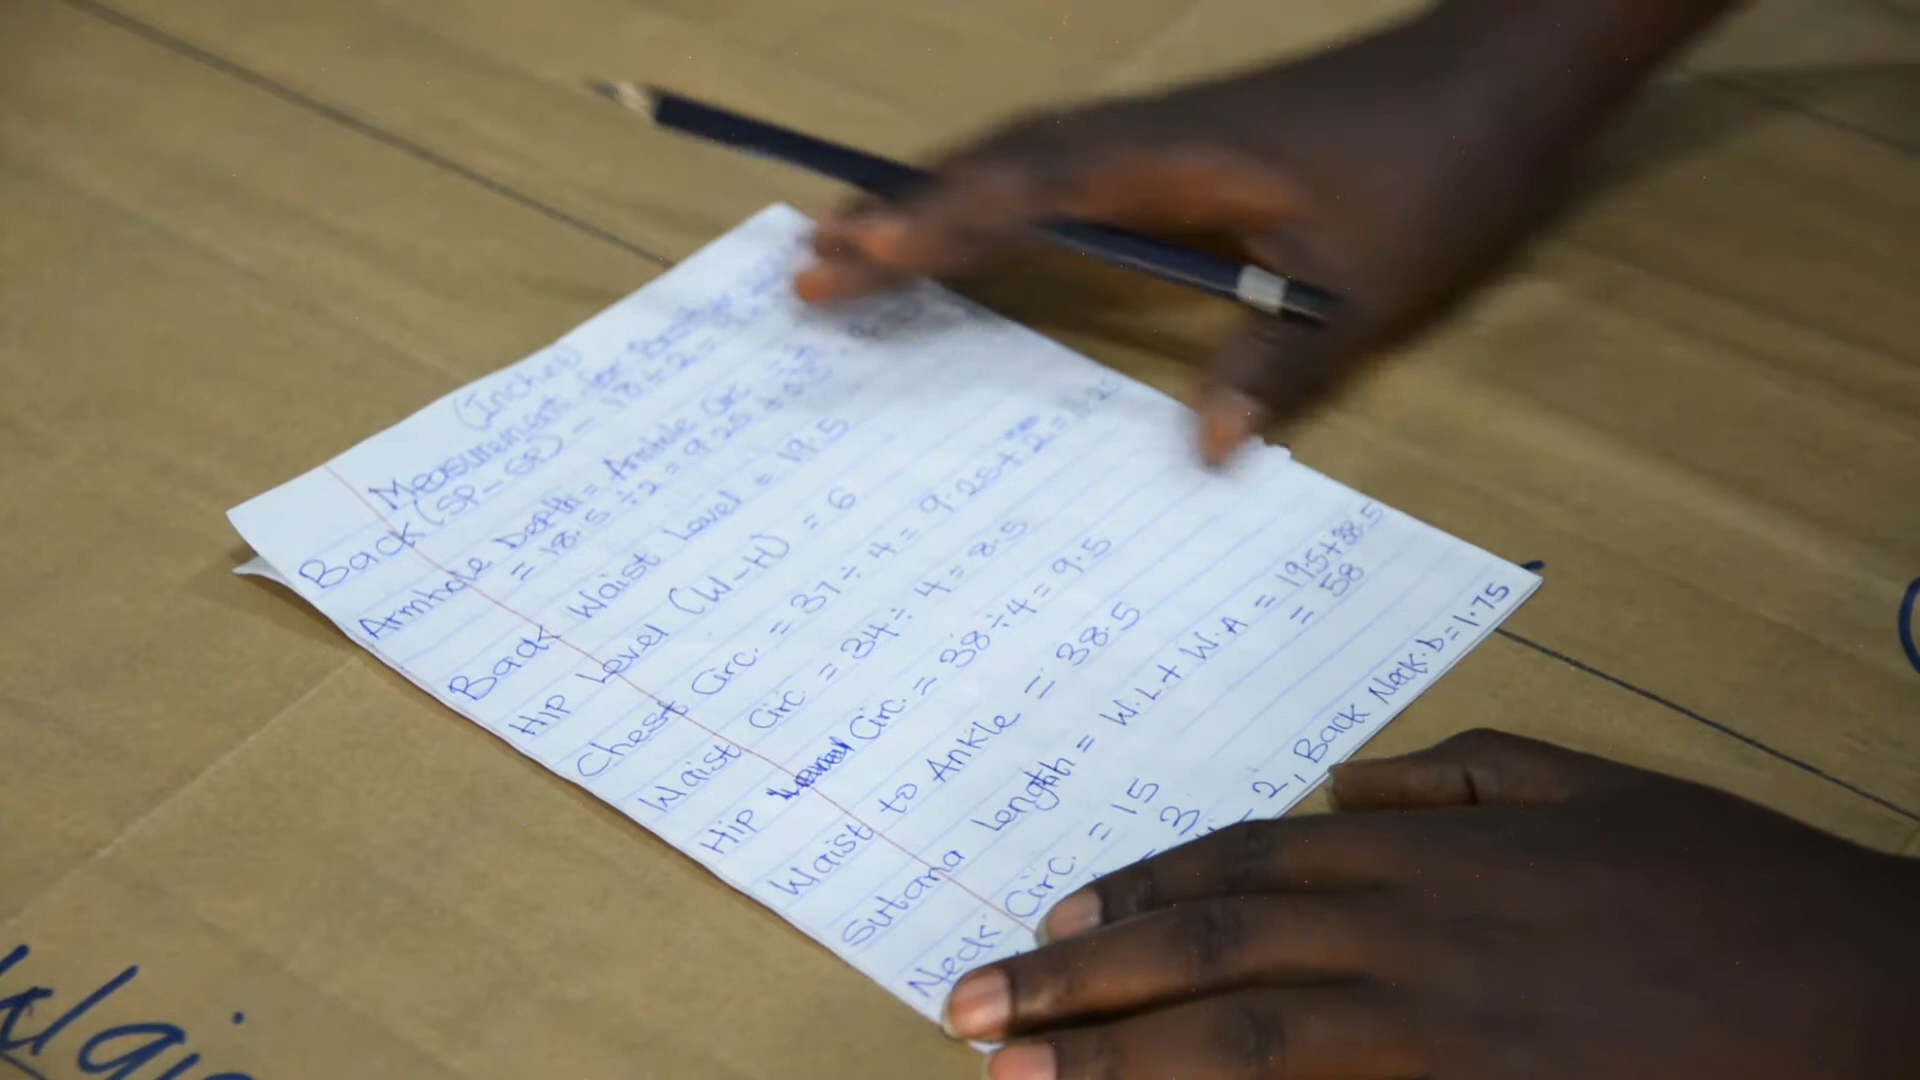 (Inches)
Measurement for
Back (SP-SP) - 18 ÷ 2 =
Armhole Depth = Armhole Circ
= 18.5 ÷ 2 = 9.25 +
Back Waist Level = 19.5
Hip Level (W-H) = 6
Chest Circ. = 37 ÷ 4 = 9.25 + 2 =
Waist Circ = 34 ÷ 4 = 8.5
Hip Circ. = 38 ÷ 4 = 9.5
Waist to Ankle = 38.5
Sutana Length = W.L + W.A = 19.5 + 38.5
= 58
Neck Circ. = 15
3
2, Back Neck.D = 1.75